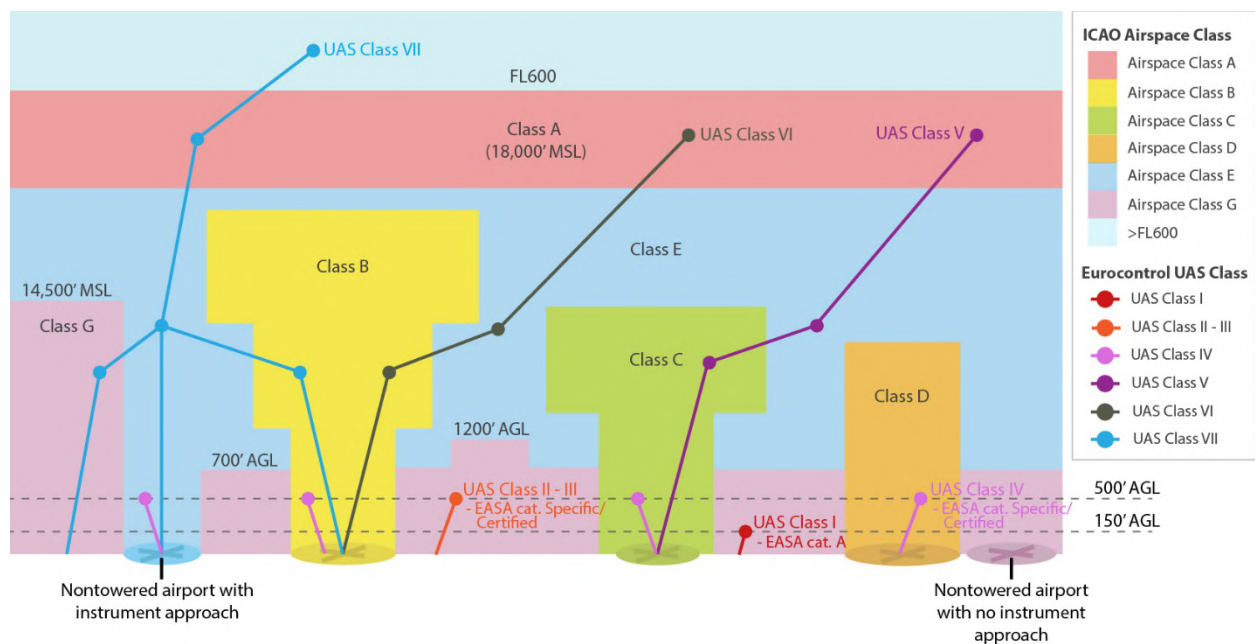 UAS Class VII
FL600
Class A
(18,000' MSL)
UAS Class VI
UAS Class V
Class B
Class E
14,500' MSL
Class G
Class C
Class D
1200' AGL
700' AGL
UAS Class II - III
- EASA cat. Specific/
Certified
UAS Class IV
- EASA cat. Specific/
Certified
UAS Class I
- EASA cat. A
500' AGL
150' AGL
Nontowered airport with
instrument approach
Nontowered airport
with no instrument
approach
ICAO Airspace Class
Airspace Class A
Airspace Class B
Airspace Class C
Airspace Class D
Airspace Class E
Airspace Class G
>FL600
Eurocontrol UAS Class
UAS Class I
UAS Class II - III
UAS Class IV
UAS Class V
UAS Class VI
UAS Class VII